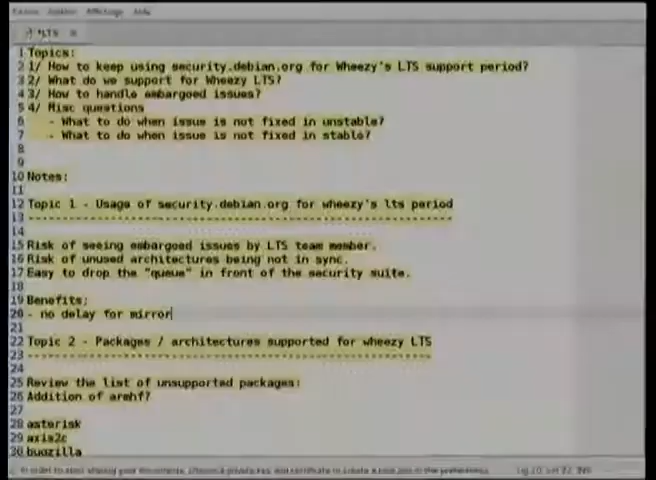 Affichage Aide
*LTS
1 Topics:
2 1/ How to keep using security.debian.org for Wheezy's LTS support period?
3 2/ What do we support for Wheezy LTS?
4 3/ How to handle embargoed issues?
5 4/ Misc questions
6 - What to do when issue is not fixed in unstable?
7 - What to do when issue is not fixed in stable?
8
9
10 Notes:
11
12 Topic 1 - Usage of security.debian.org for wheezy's lts period
13 ------------------------------------------------------------------
14
15 Risk of seeing embargoed issues by LTS team member.
16 Risk of unused architectures being not in sync.
17 Easy to drop the "queue" in front of the security suite.
18
19 Benefits:
20 - no delay for mirror
21
22 Topic 2 - Packages / architectures supported for wheezy LTS
23 ---------------------------------------------------------------
24
25 Review the list of unsupported packages:
26 Addition of armhf?
27
28 asterisk
29 axis2c
30 bugzilla